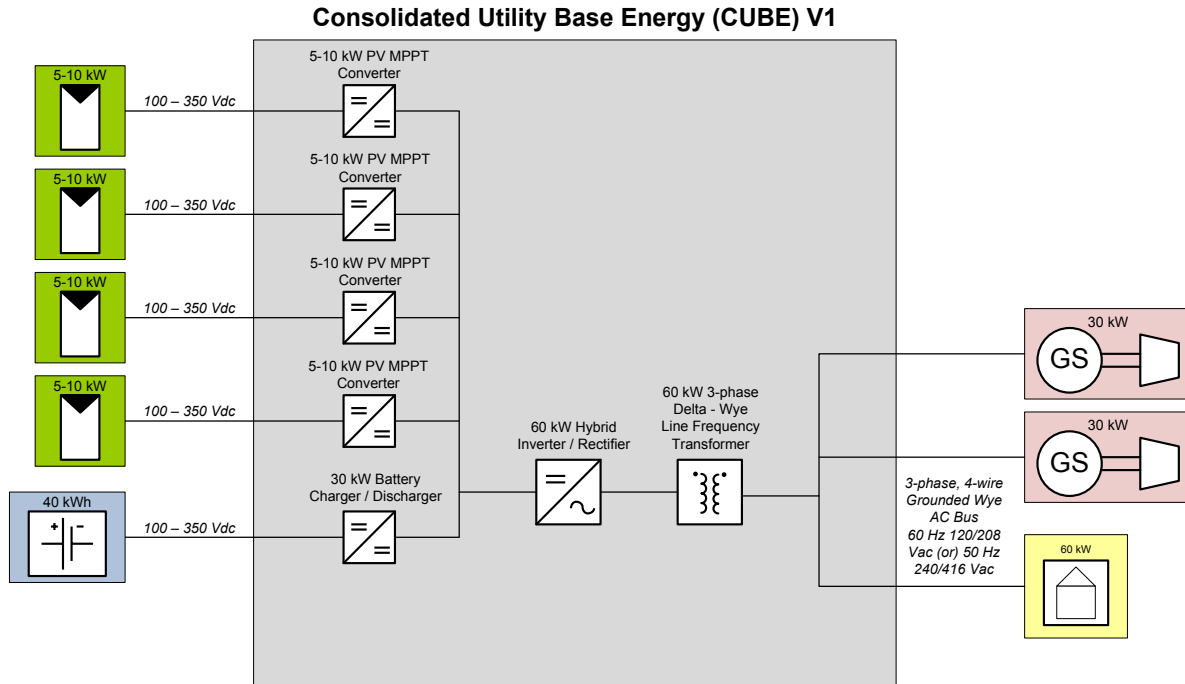 Consolidated Utility Base Energy (CUBE) V1
5-10 kW
100 – 350 Vdc
5-10 kW PV MPPT
Converter
5-10 kW
100 – 350 Vdc
5-10 kW PV MPPT
Converter
5-10 kW
100 – 350 Vdc
5-10 kW PV MPPT
Converter
5-10 kW
100 – 350 Vdc
5-10 kW PV MPPT
Converter
40 kWh
+ -
100 – 350 Vdc
30 kW Battery
Charger / Discharger
60 kW Hybrid
Inverter / Rectifier
60 kW 3-phase
Delta - Wye
Line Frequency
Transformer
30 kW
GS
30 kW
GS
3-phase, 4-wire
Grounded Wye
AC Bus
60 Hz 120/208
Vac (or) 50 Hz
240/416 Vac
60 kW